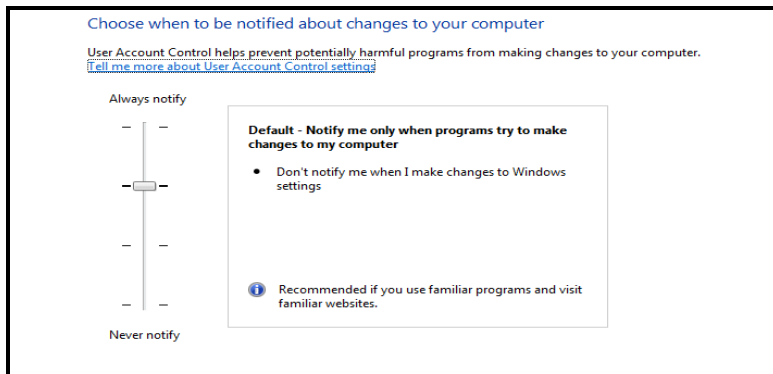 Choose when to be notified about changes to your computer
User Account Control helps prevent potentially harmful programs from making changes to your computer.
Tell me more about User Account Control settings
Always notify
Default - Notify me only when programs try to make
changes to my computer
• Don't notify me when I make changes to Windows
settings
Recommended if you use familiar programs and visit
familiar websites.
Never notify